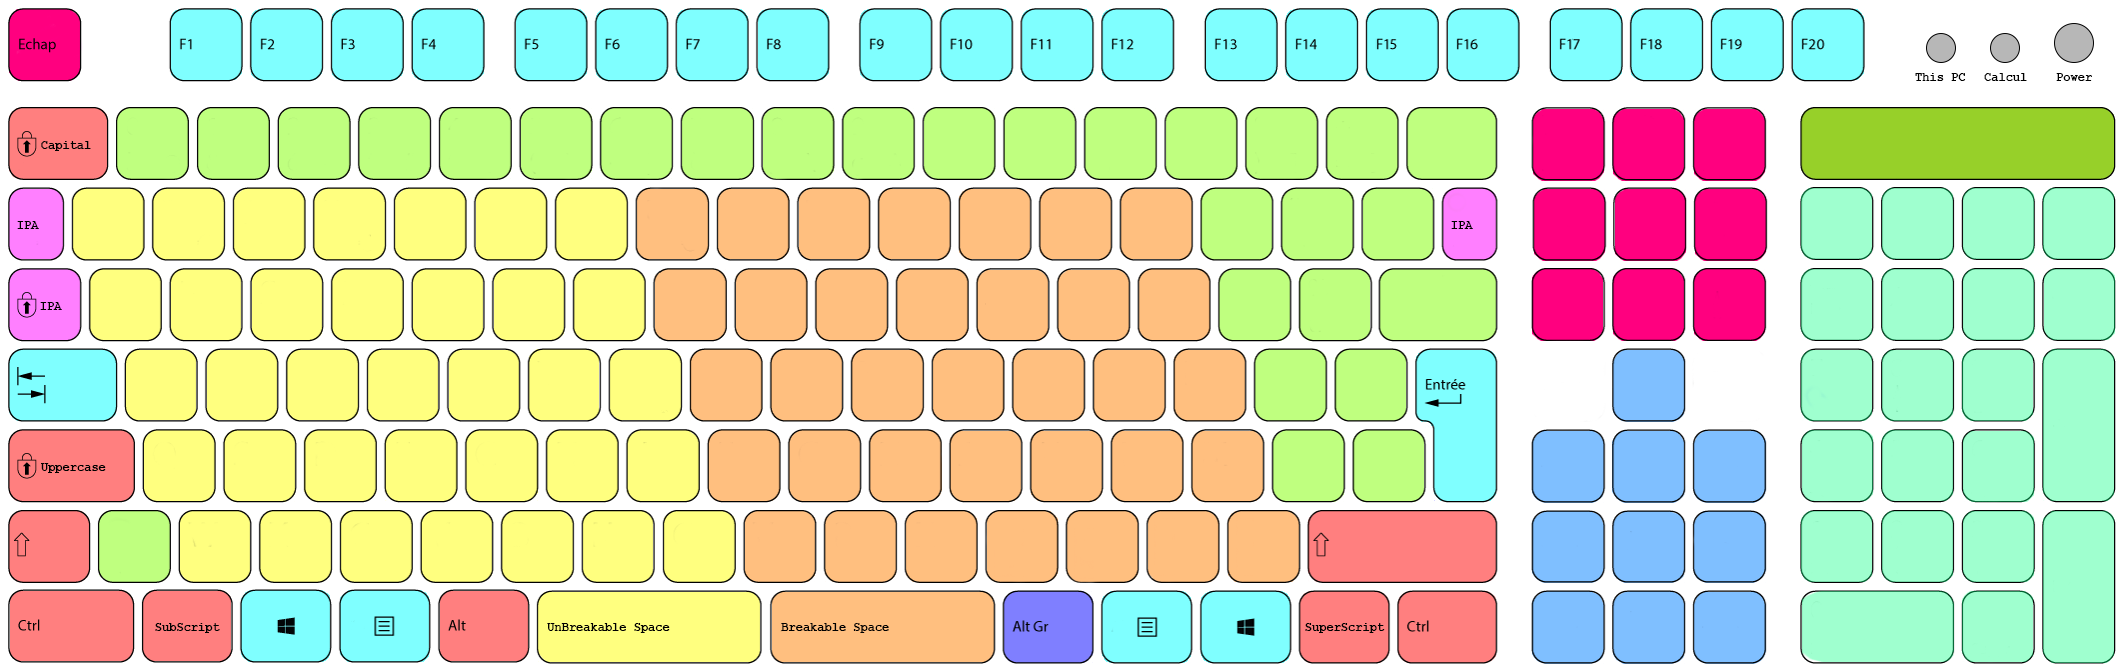 Echap F1 F2 F3 F4 F5 F6 F7 F8 F9 F10 F11 F12 F13 F14 F15 F16 F17 F18 F19 F20
This PC Calcul Power
Capital
IPA IPA
IPA
Entrée
Uppercase
Ctrl SubScript Alt UnBreakable Space Breakable Space Alt Gr SuperScript Ctrl